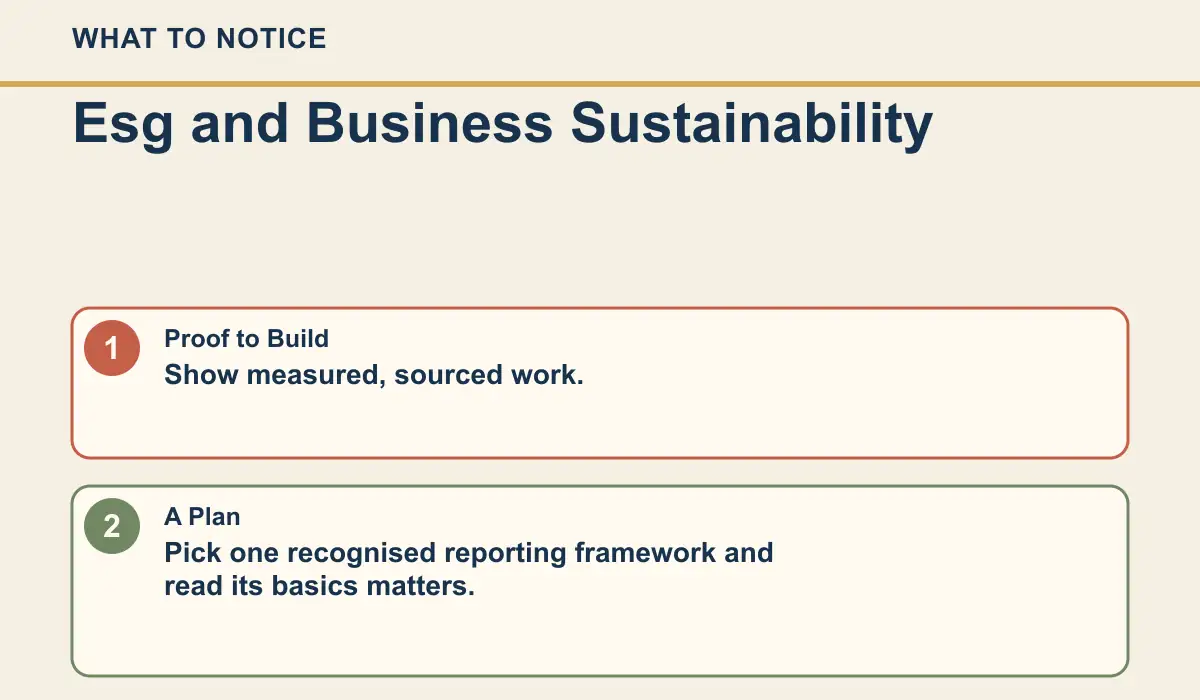 WHAT TO NOTICE
Esg and Business Sustainability
1
Proof to Build
Show measured, sourced work.
2
A Plan
Pick one recognised reporting framework and
read its basics matters.